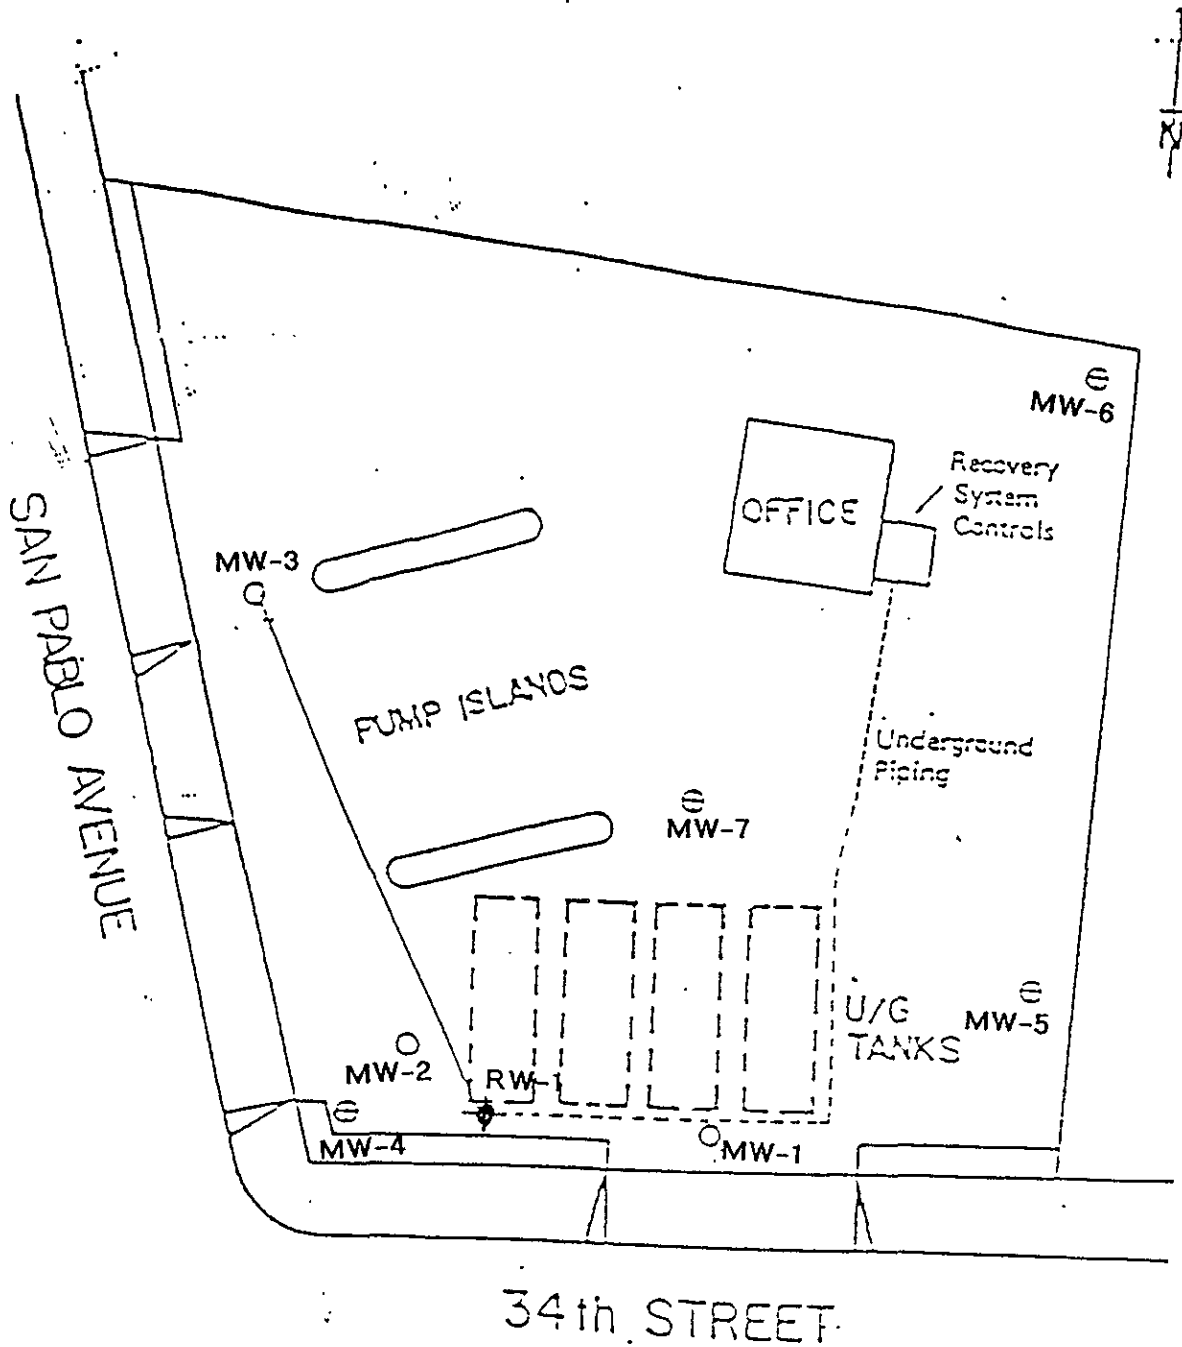 MW-6
Recovery
System
Controls
OFFICE
MW-3
SAN PABLO AVENUE
PUMP ISLANDS
Underground
Piping
MW-7
U/G
TANKS
MW-5
MW-2
RW-1
MW-4
MW-1
34th STREET